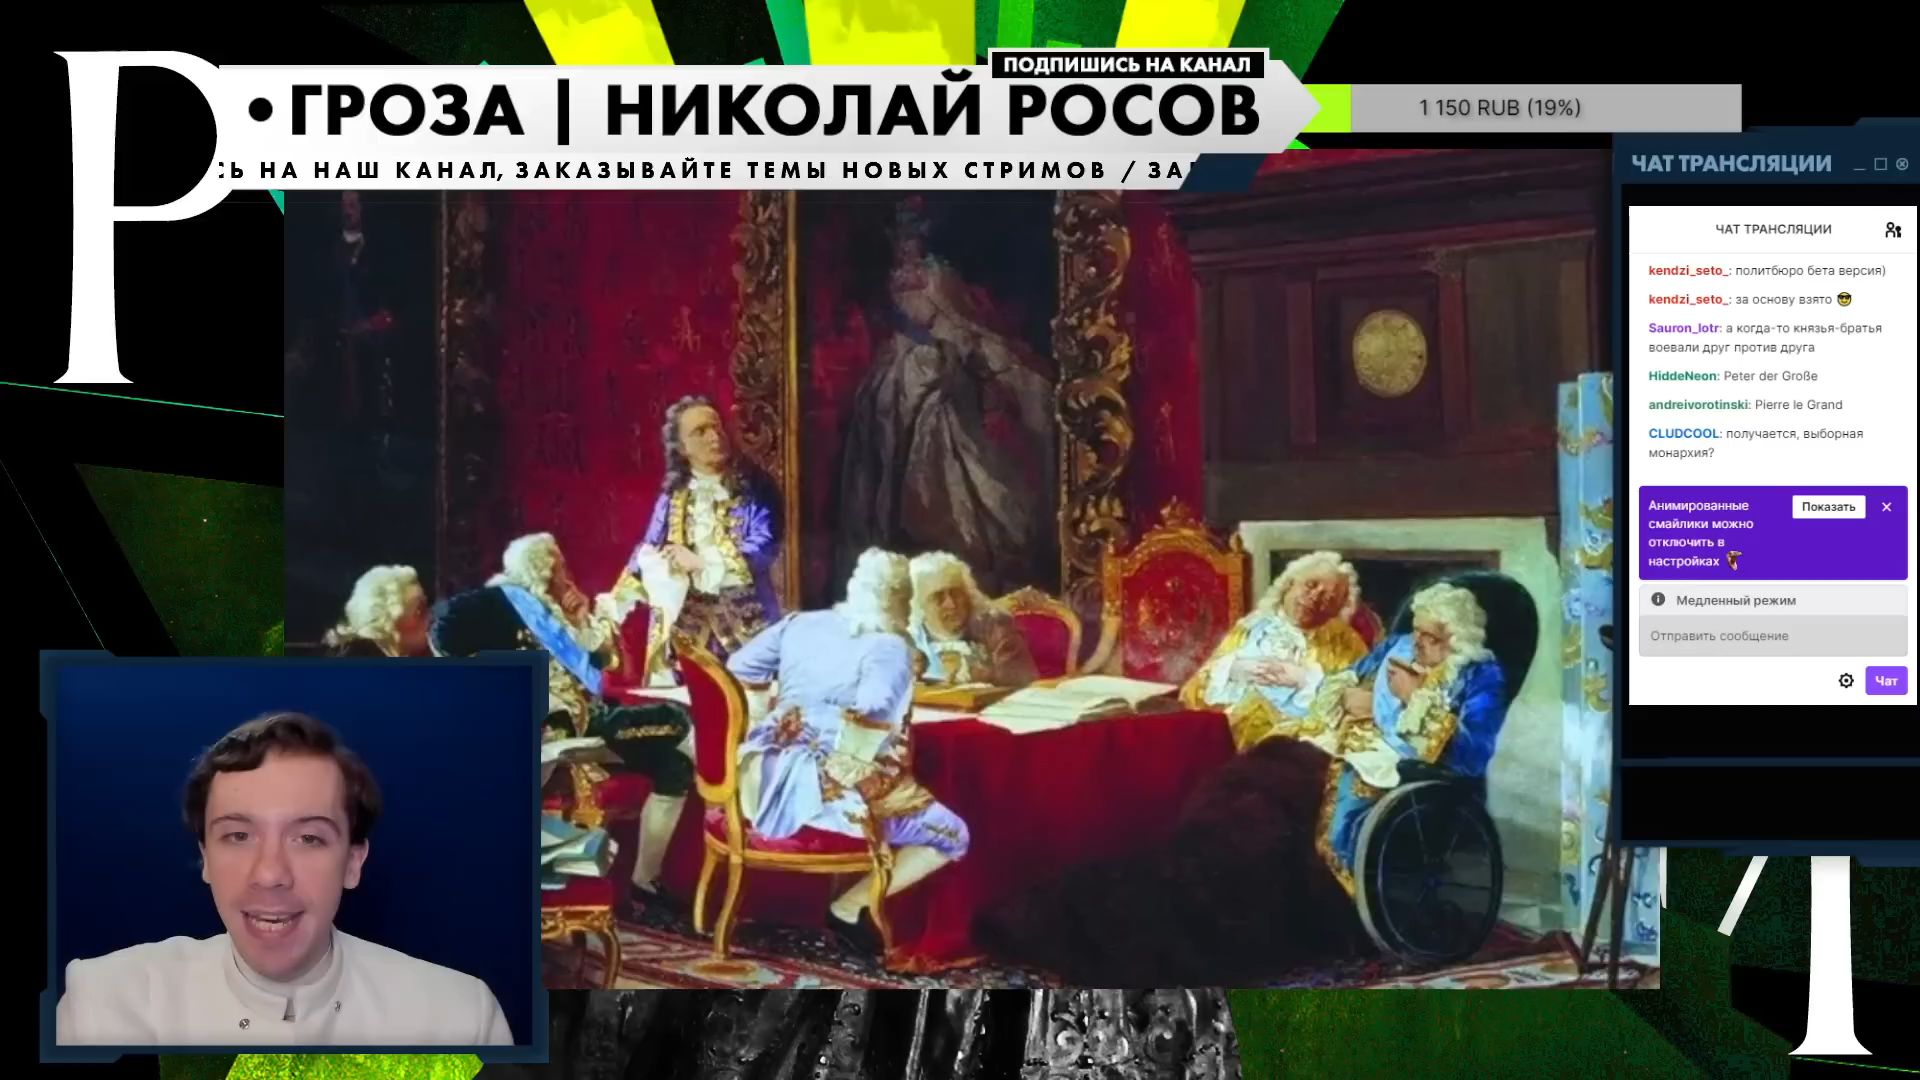 Р
ПОДПИШИСЬ НА КАНАЛ
• ГРОЗА | НИКОЛАЙ РОСОВ
СЬ НА НАШ КАНАЛ, ЗАКАЗЫВАЙТЕ ТЕМЫ НОВЫХ СТРИМОВ / ЗА
1 150 RUB (19%)
ЧАТ ТРАНСЛЯЦИИ
ЧАТ ТРАНСЛЯЦИИ
kendzi_seto_: политбюро бета версия)
kendzi_seto_: за основу взято 😎
Sauron_lotr: а когда-то князья-братья
воевали друг против друга
HiddeNeon: Peter der Große
andreivorotinski: Pierre le Grand
CLUDCOOL: получается, выборная
монархия?
Анимированные
смайлики можно
отключить в
настройках
Показать
Медленный режим
Отправить сообщение
Чат